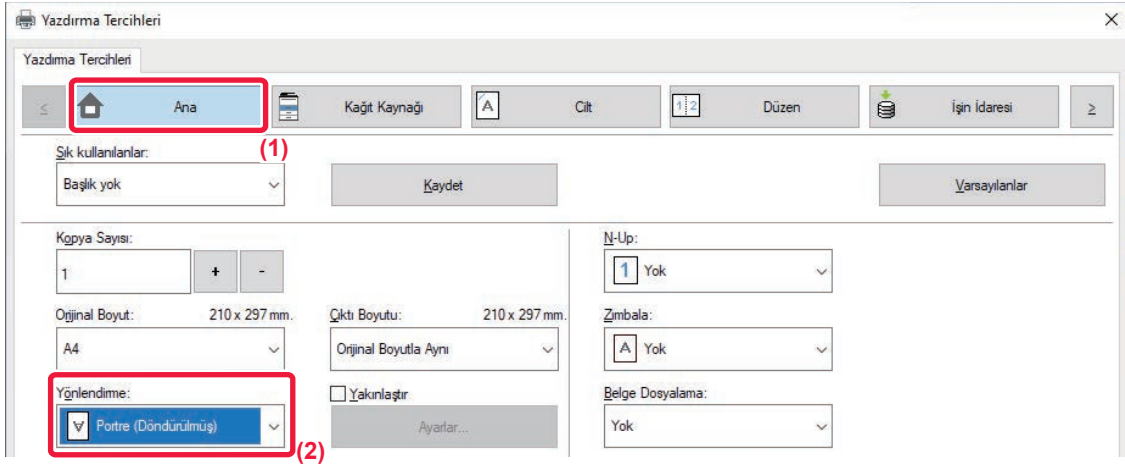 Yazdırma Tercihleri
Yazdırma Tercihleri
≤ Ana Kağıt Kaynağı A Cilt 1 2 Düzen İşin İdaresi ≥
(1)
Sık kullanılanlar:
Başlık yok Kaydet Varsayılanlar
Kopya Sayısı: N-Up:
1 + - 1 Yok
Orijinal Boyut: 210 x 297 mm. Çıktı Boyutu: 210 x 297 mm. Zımbala:
A4 Orijinal Boyutla Aynı A Yok
Yönlendirme: Yakınlaştır Belge Dosyalama:
A Portre (Döndürülmüş) Ayarlar... Yok
(2)